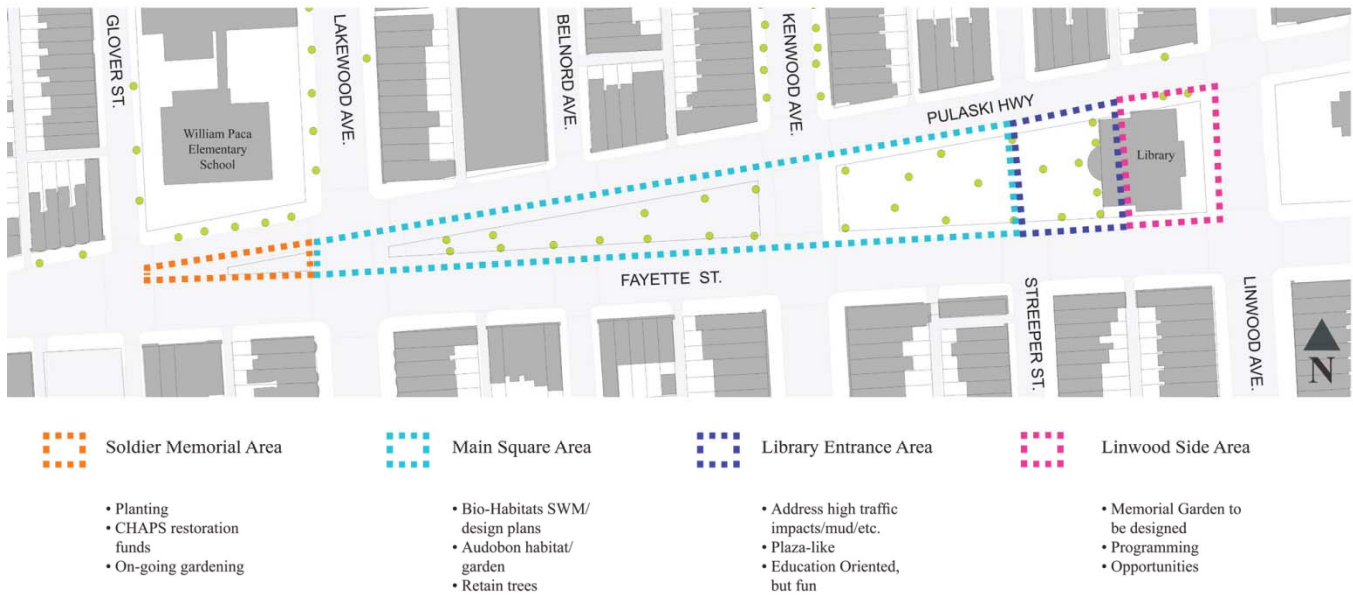 GLOVER ST.
William Paca
Elementary
School
LAKEWOOD AVE.
BELNORD AVE.
KENWOOD AVE.
PULASKI HWY
Library
FAYETTE ST.
STREEPER ST.
LINWOOD AVE.
N
Soldier Memorial Area
• Planting
• CHAPS restoration
funds
• On-going gardening
Main Square Area
• Bio-Habitats SWM/
design plans
• Audobon habitat/
garden
• Retain trees
Library Entrance Area
• Address high traffic
impacts/mud/etc.
• Plaza-like
• Education Oriented,
but fun
Linwood Side Area
• Memorial Garden to
be designed
• Programming
• Opportunities